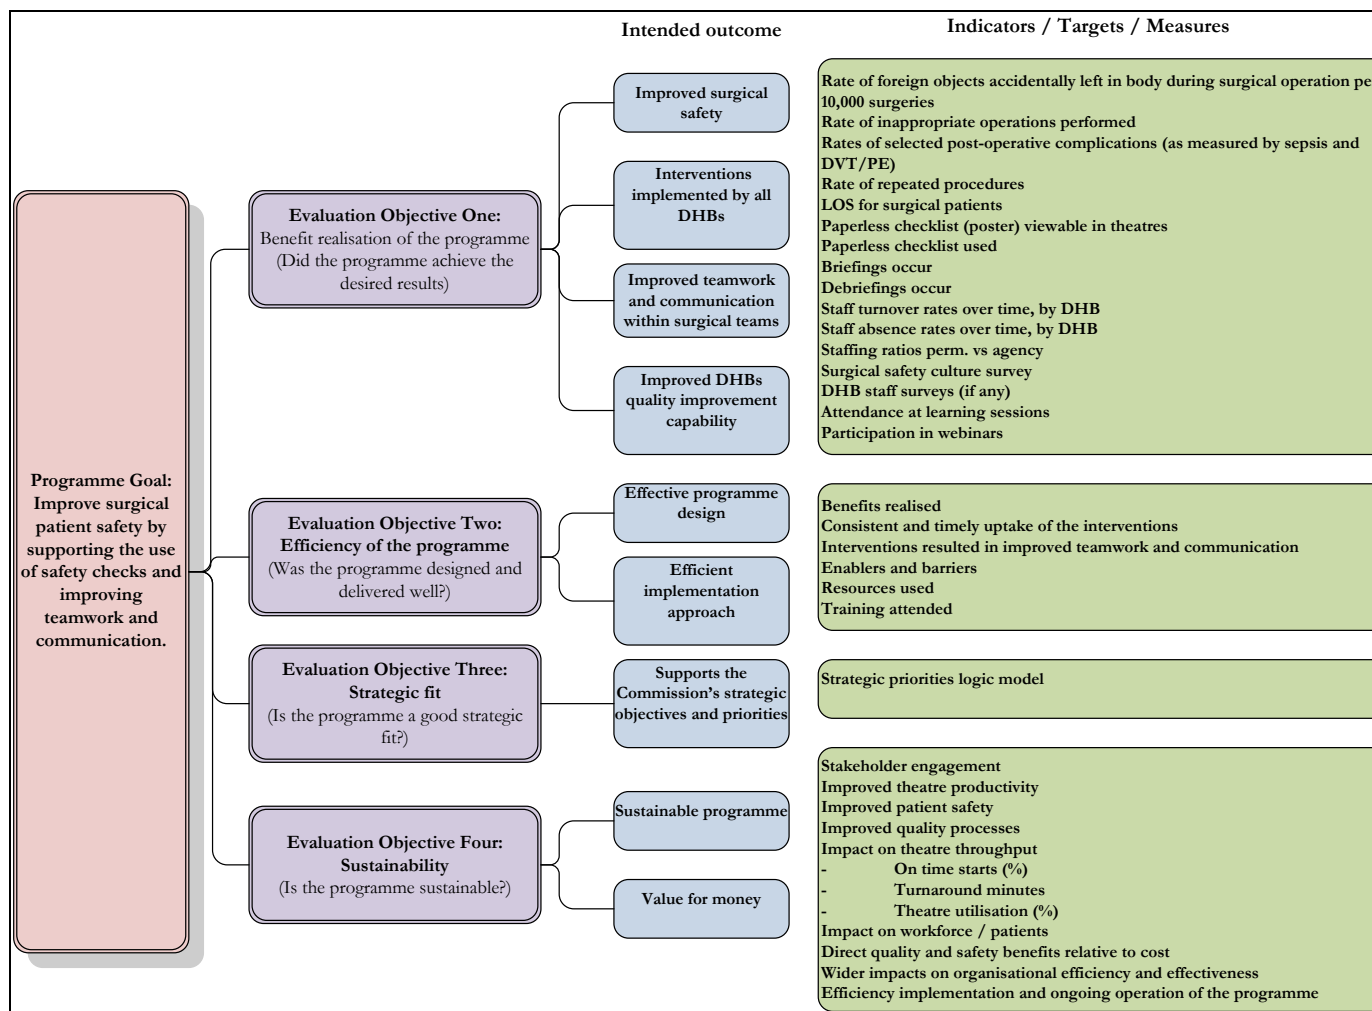 Intended outcome
Indicators / Targets / Measures
Programme Goal:
Improve surgical
patient safety by
supporting the use
of safety checks and
improving
teamwork and
communication.
Evaluation Objective One:
Benefit realisation of the programme
(Did the programme achieve the
desired results)
Improved surgical
safety
Interventions
implemented by all
DHBs
Improved teamwork
and communication
within surgical teams
Improved DHBs
quality improvement
capability
Rate of foreign objects accidentally left in body during surgical operation pe
10,000 surgeries
Rate of inappropriate operations performed
Rates of selected post-operative complications (as measured by sepsis and
DVT/PE)
Rate of repeated procedures
LOS for surgical patients
Paperless checklist (poster) viewable in theatres
Paperless checklist used
Briefings occur
Debriefings occur
Staff turnover rates over time, by DHB
Staff absence rates over time, by DHB
Staffing ratios perm. vs agency
Surgical safety culture survey
DHB staff surveys (if any)
Attendance at learning sessions
Participation in webinars
Evaluation Objective Two:
Efficiency of the programme
(Was the programme designed and
delivered well?)
Effective programme
design
Efficient
implementation
approach
Benefits realised
Consistent and timely uptake of the interventions
Interventions resulted in improved teamwork and communication
Enablers and barriers
Resources used
Training attended
Evaluation Objective Three:
Strategic fit
(Is the programme a good strategic
fit?)
Supports the
Commission's strategic
objectives and priorities
Strategic priorities logic model
Evaluation Objective Four:
Sustainability
(Is the programme sustainable?)
Sustainable programme
Value for money
Stakeholder engagement
Improved theatre productivity
Improved patient safety
Improved quality processes
Impact on theatre throughput
- On time starts (%)
- Turnaround minutes
- Theatre utilisation (%)
Impact on workforce / patients
Direct quality and safety benefits relative to cost
Wider impacts on organisational efficiency and effectiveness
Efficiency implementation and ongoing operation of the programme